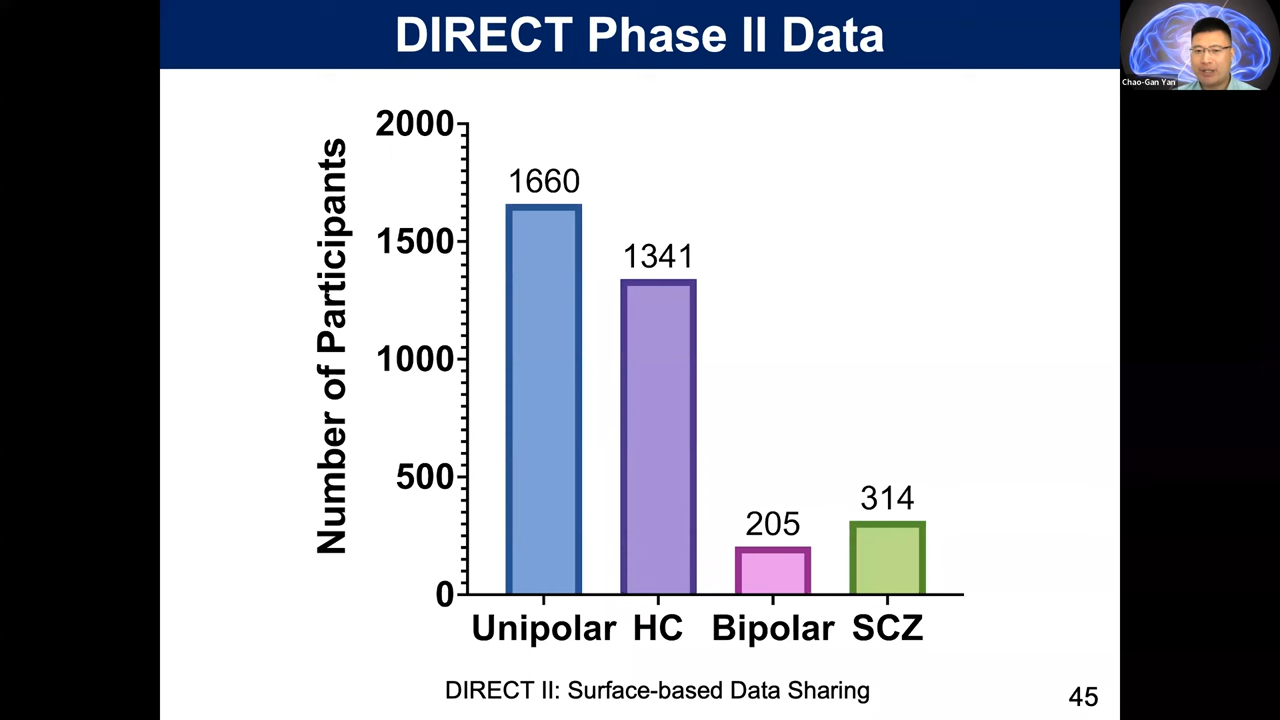 DIRECT Phase II Data
Chao-Gan Yan
Number of Participants
2000
1500
1000
500
0
1660
1341
205
314
Unipolar HC Bipolar SCZ
DIRECT II: Surface-based Data Sharing
45